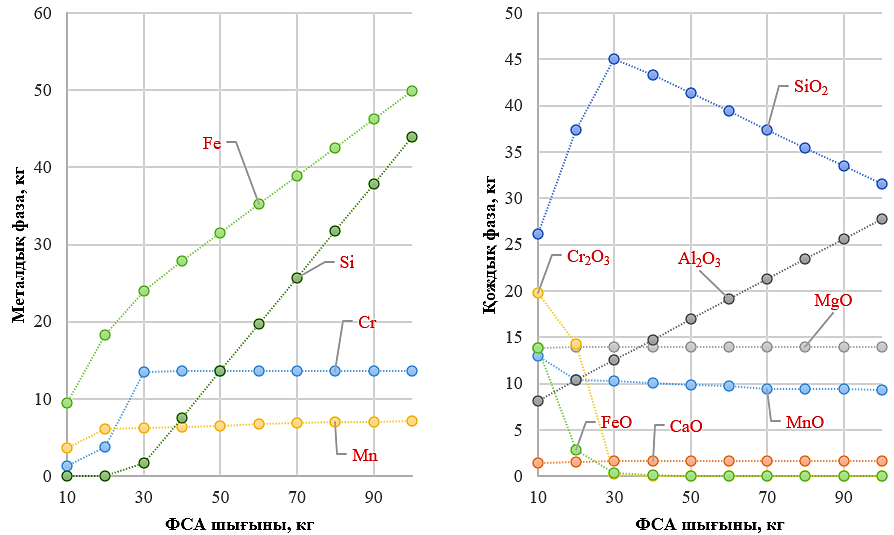 Металдық фаза, кг
60
50
40
30
20
10
0
10
30
50
70
90
ФСА шығыны, кг
Fe
Si
Cr
Mn
Қождық фаза, кг
50
45
40
35
30
25
20
15
10
5
0
10
30
50
70
90
ФСА шығыны, кг
SiO₂
Cr₂O₃
Al₂O₃
MgO
FeO
CaO
MnO